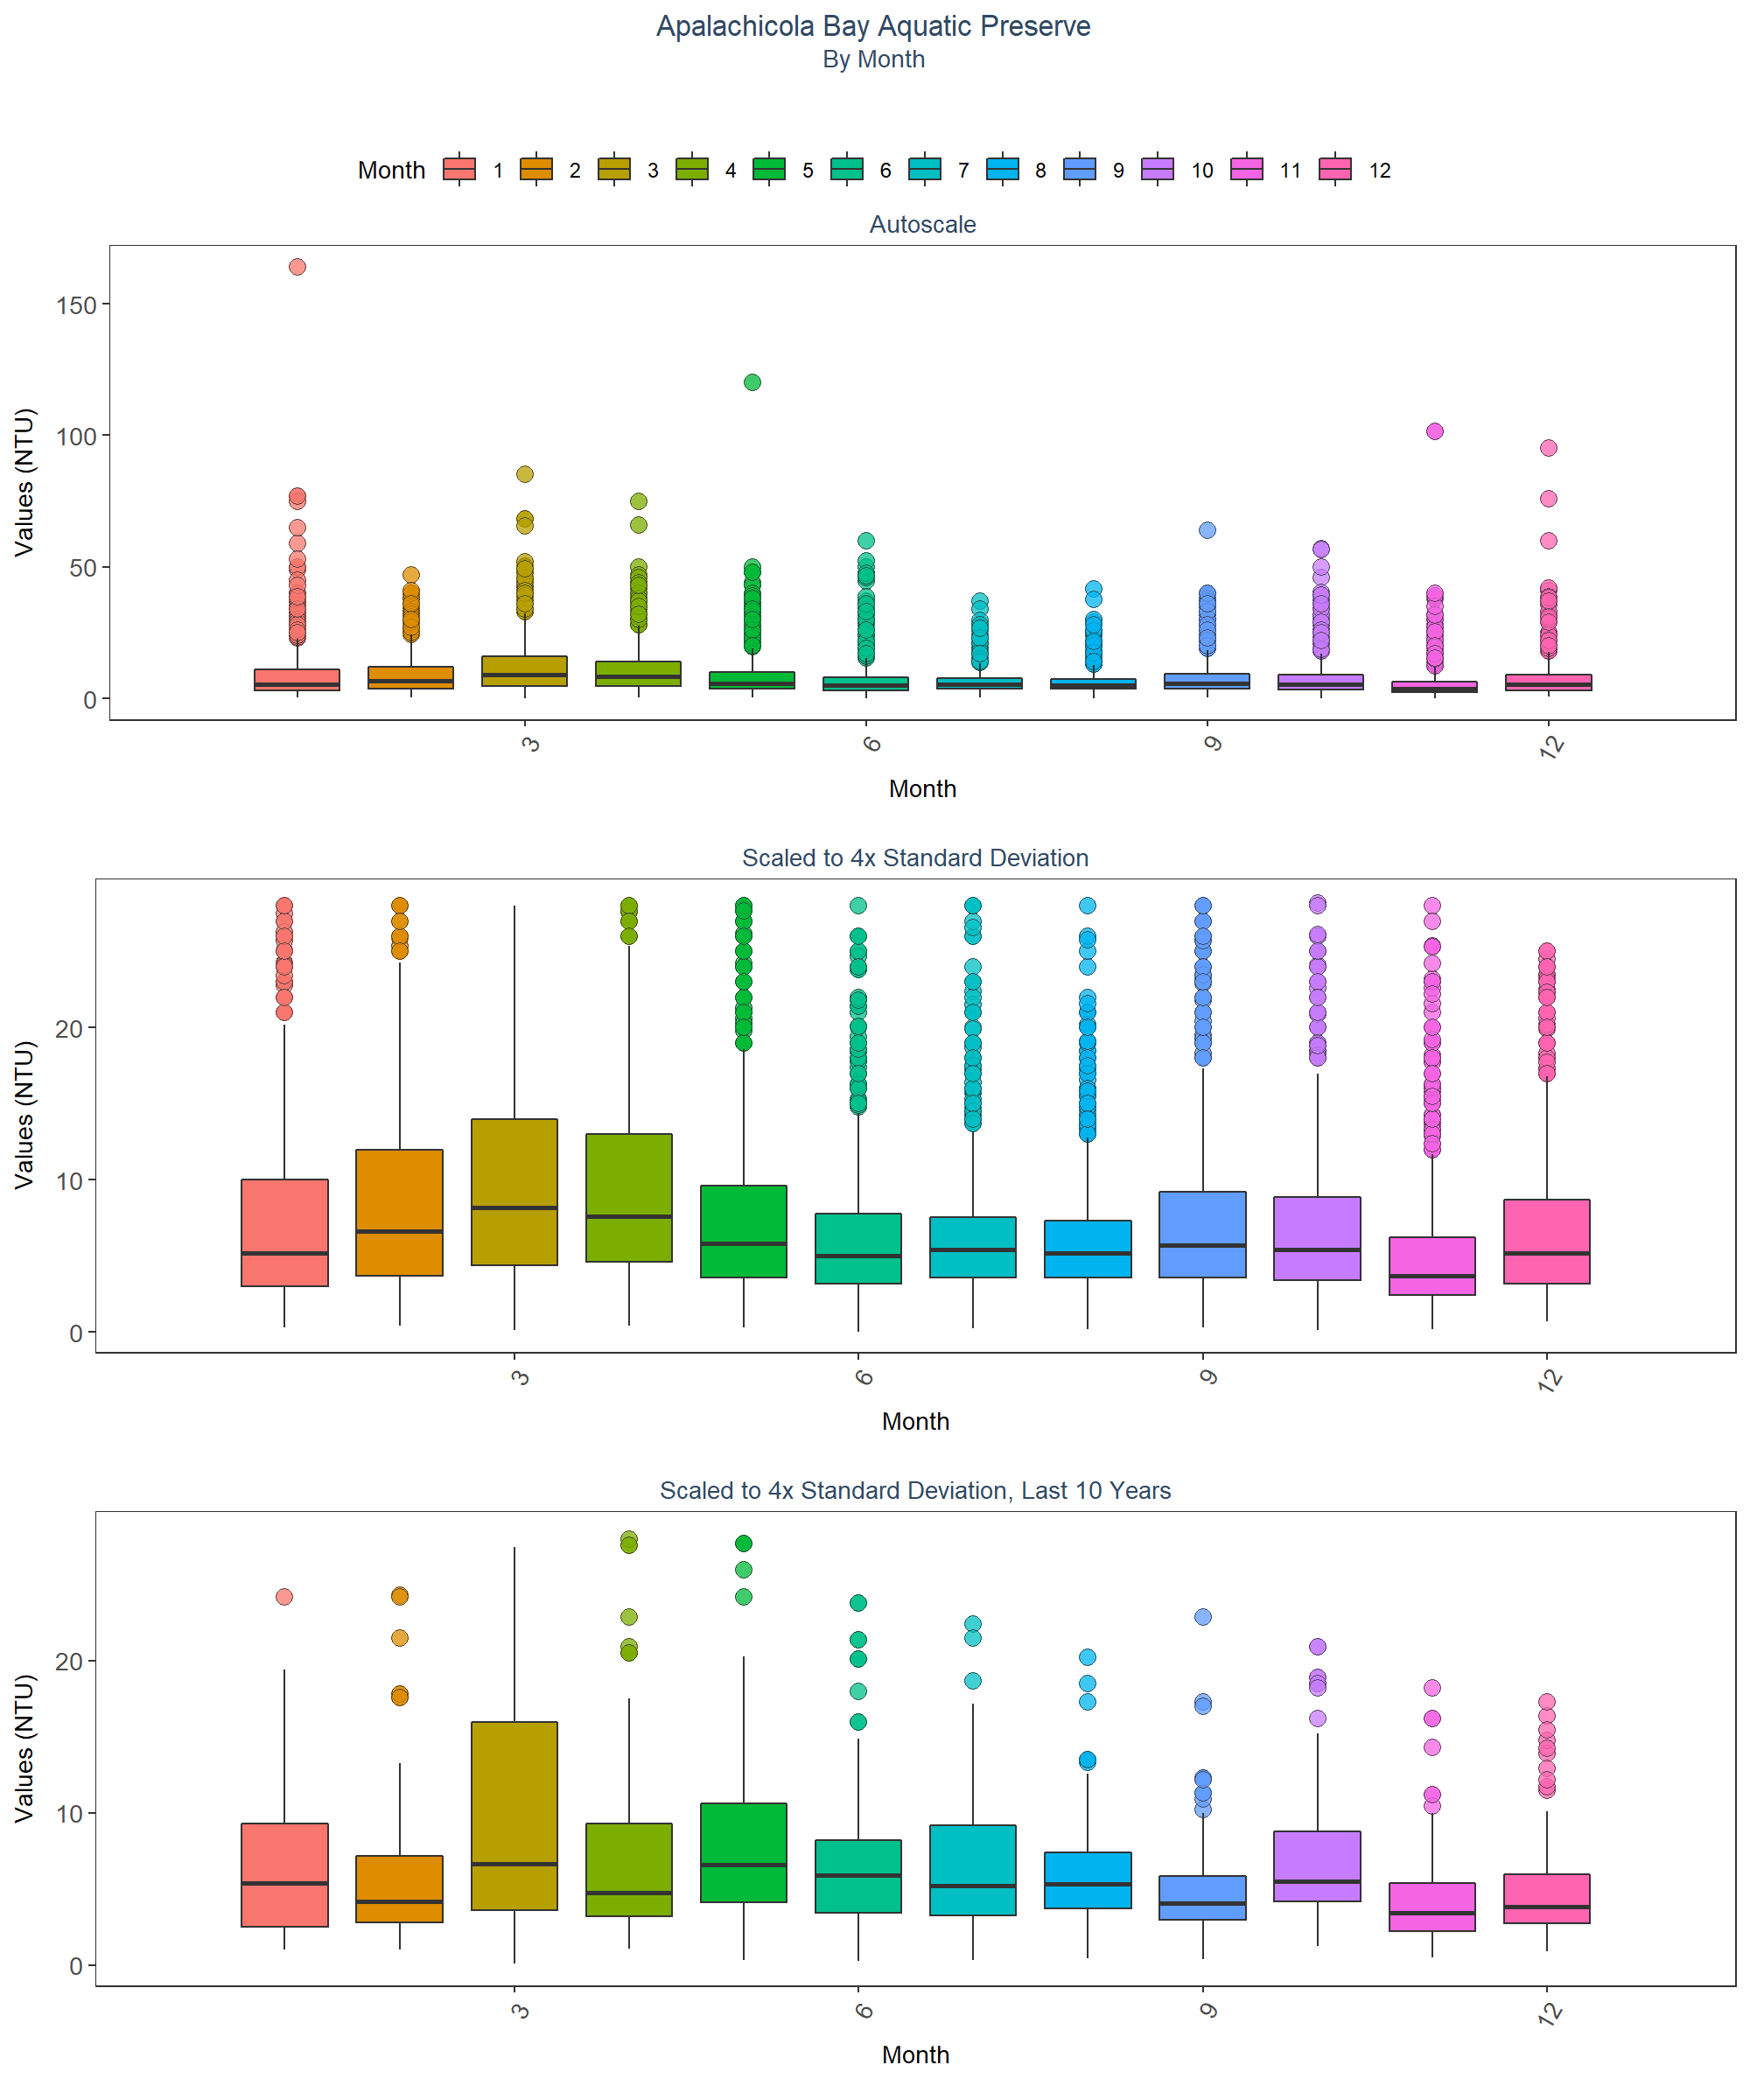 Apalachicola Bay Aquatic Preserve
By Month
Month 1 2 3 4 5 6 7 8 9 10 11 12
Autoscale
Values (NTU)
150
100
50
0
3 6 9 12
Month
Scaled to 4x Standard Deviation
Values (NTU)
20
10
0
3 6 9 12
Month
Scaled to 4x Standard Deviation, Last 10 Years
Values (NTU)
20
10
0
3 6 9 12
Month